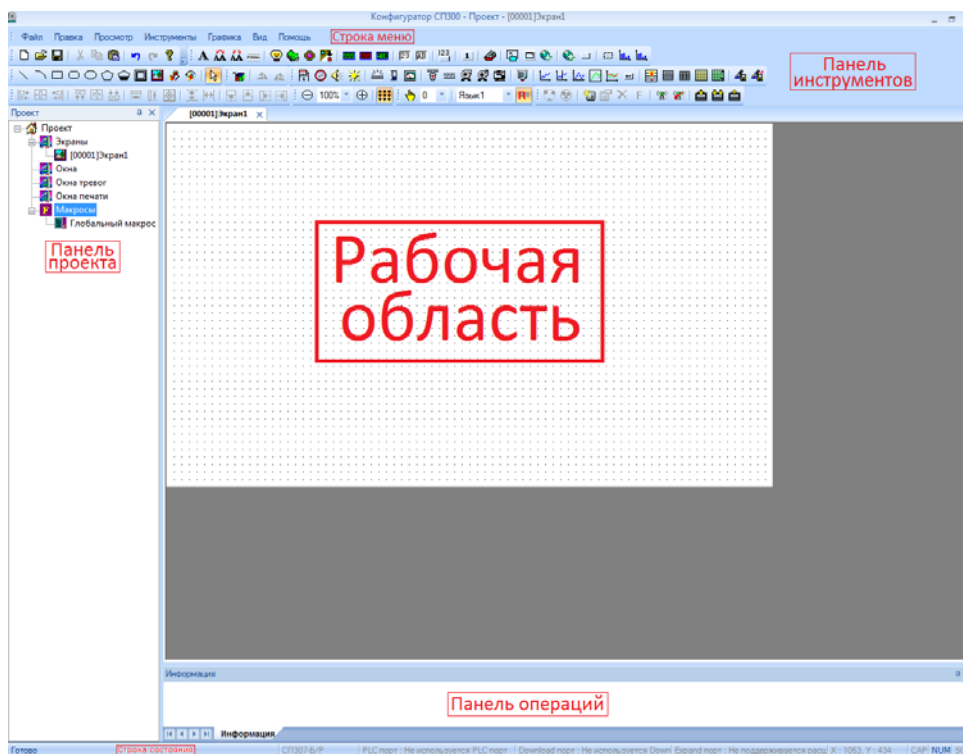 Конфигуратор СП300 - Проект - [00001]Экран1
Файл Правка Просмотр Инструменты Графика Вид Помощь Строка меню
Панель
инструментов
100% 0 Язык1
Проект
[00001]Экран1
Проект
Экраны
[00001]Экран1
Окна
Окна тревог
Окна печати
Макросы
Глобальный макрос
Панель
проекта
Рабочая
область
Информация
Панель операций
Информация
Готово Строка состояния СП307-Б/Р PLC порт : Не используется PLC порт Download порт : Не используется Down Expand порт : Не поддерживается расш X : 1063, Y : 434 CAP NUM